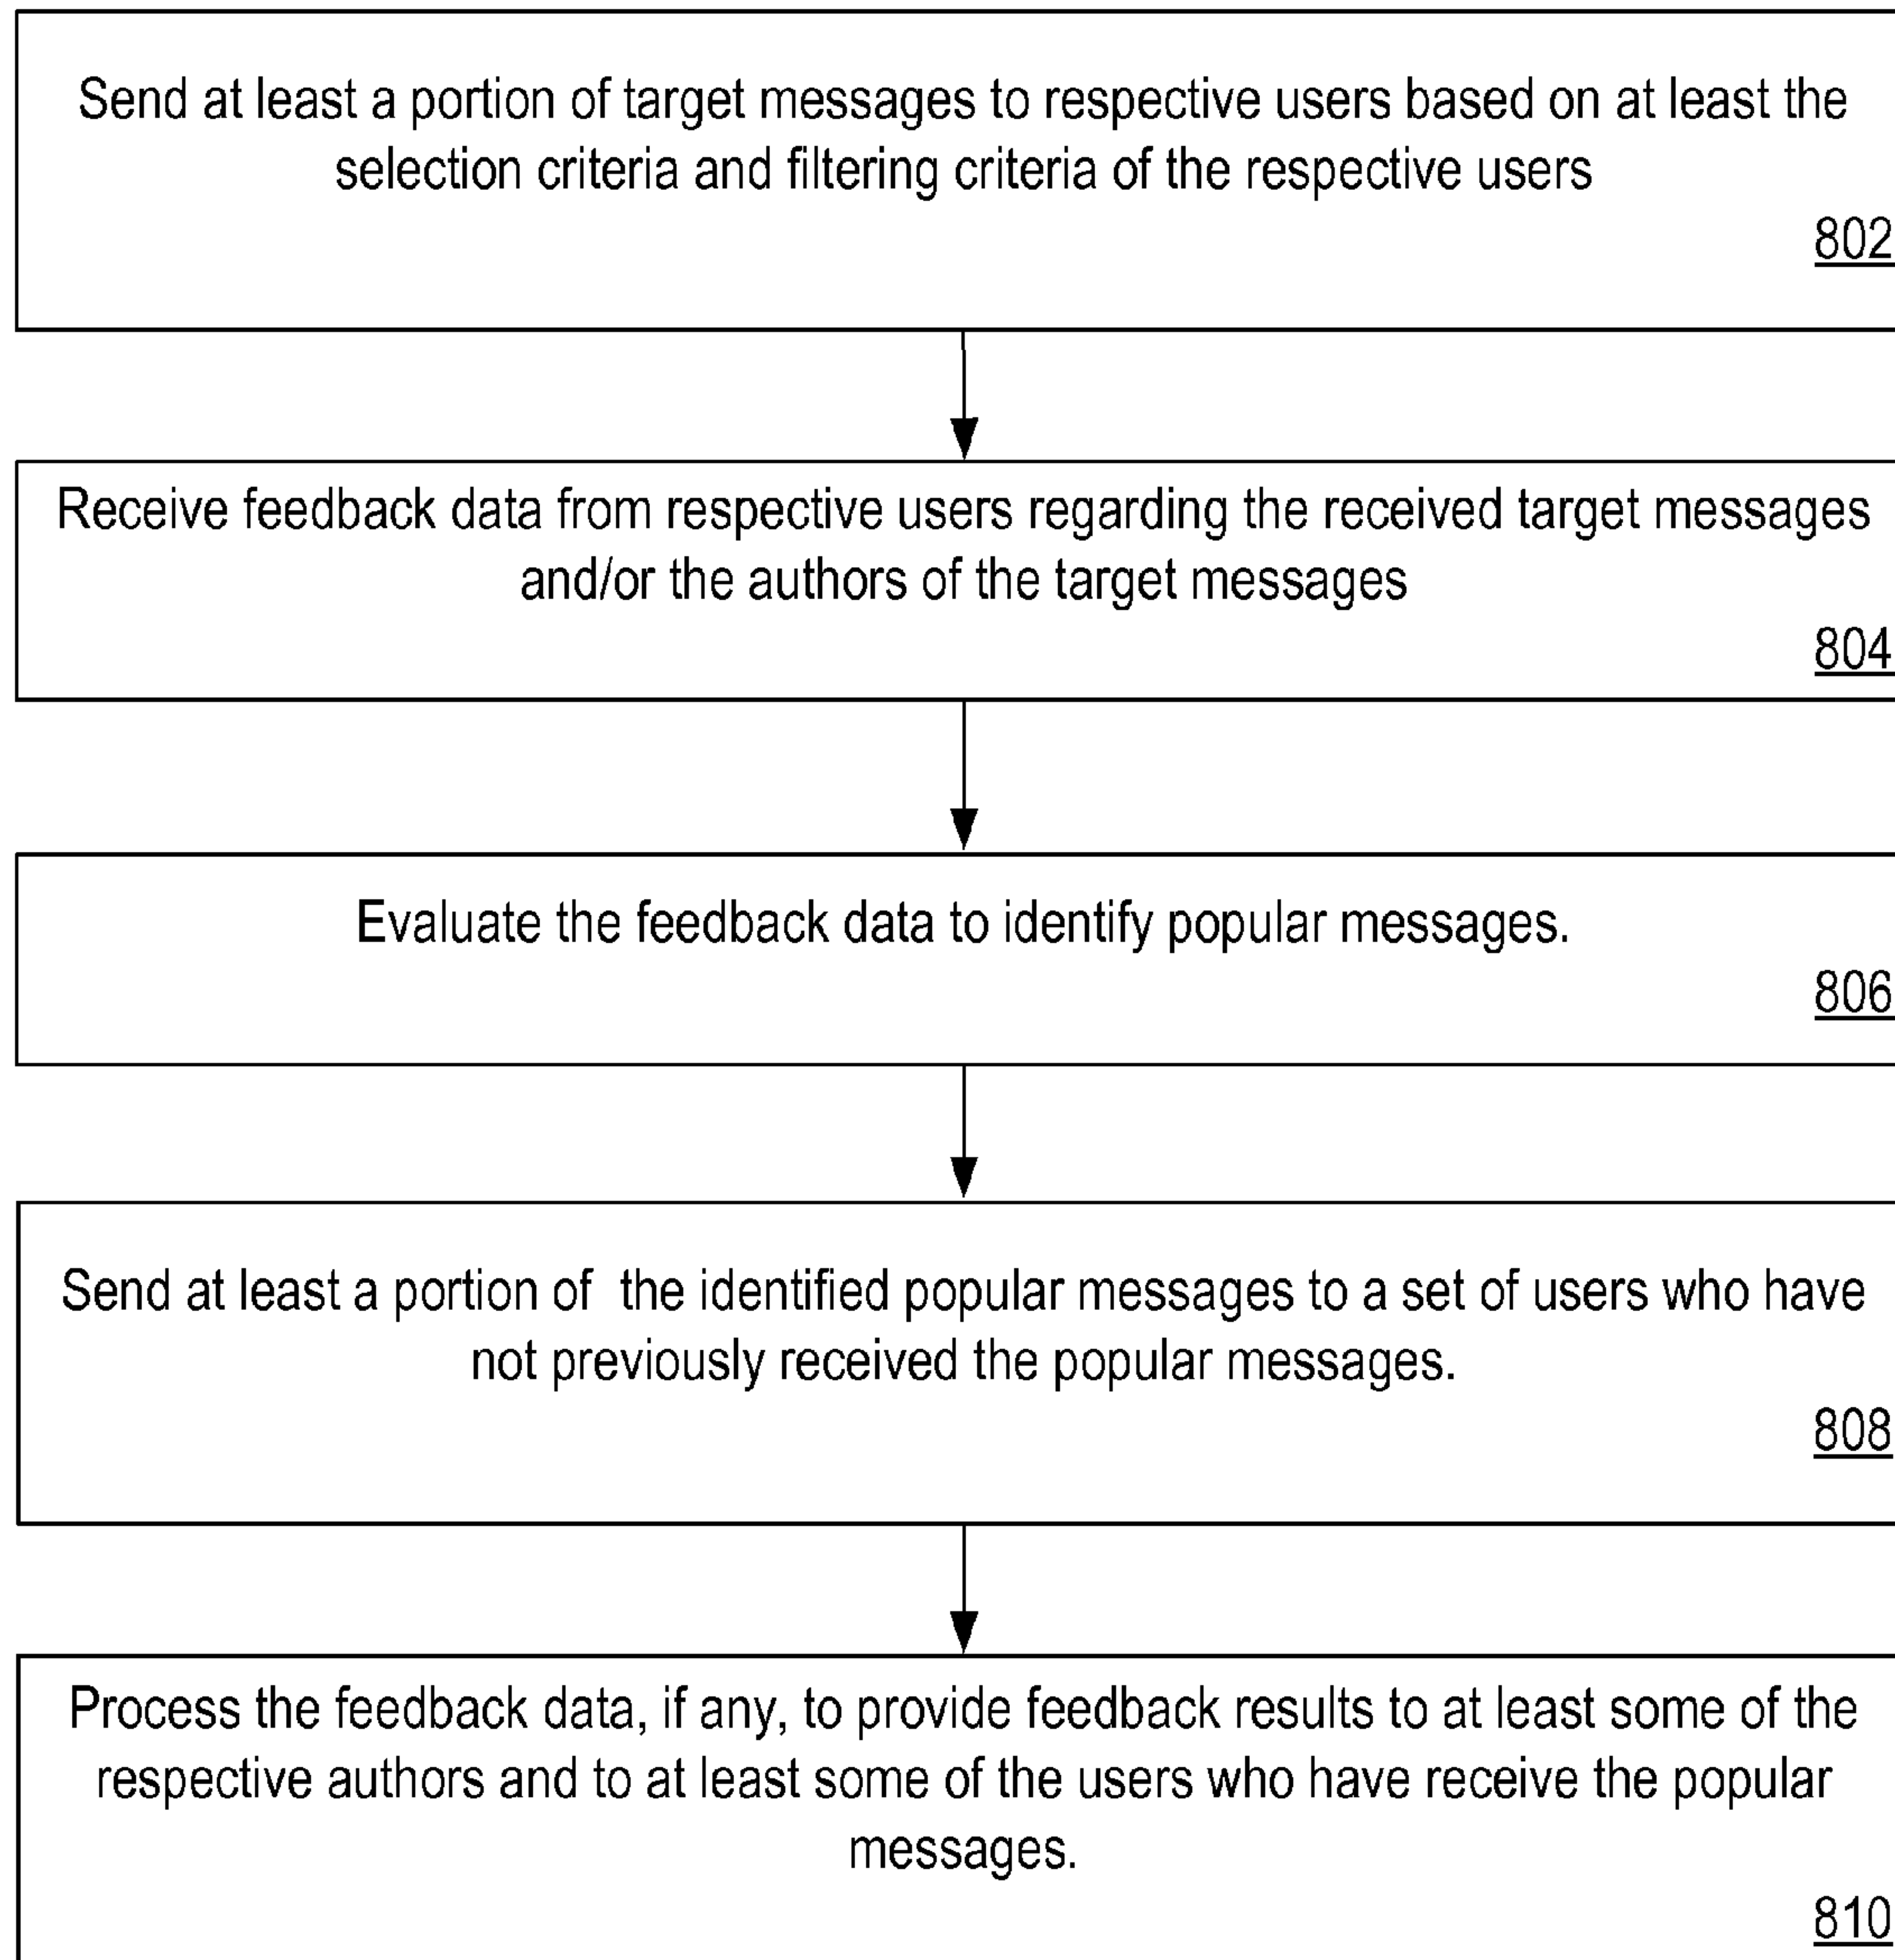 Send at least a portion of target messages to respective users based on at least the
selection criteria and filtering criteria of the respective users
802
Receive feedback data from respective users regarding the received target messages
and/or the authors of the target messages
804
Evaluate the feedback data to identify popular messages.
806
Send at least a portion of the identified popular messages to a set of users who have
not previously received the popular messages.
808
Process the feedback data, if any, to provide feedback results to at least some of the
respective authors and to at least some of the users who have receive the popular
messages.
810